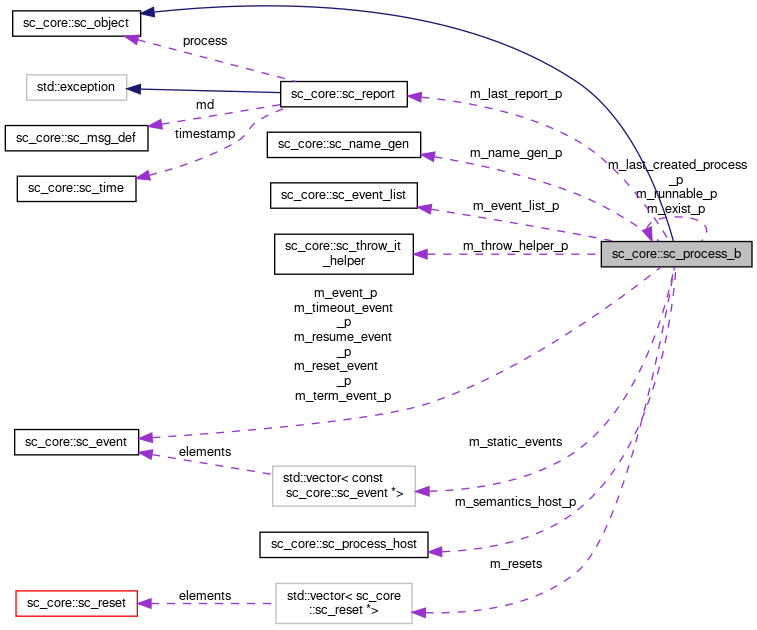 sc_core::sc_object
process
std::exception
sc_core::sc_report
m_last_report_p
md
sc_core::sc_msg_def
timestamp
sc_core::sc_name_gen
m_name_gen_p
m_last_created_process
_p
m_runnable_p
m_exist_p
sc_core::sc_time
sc_core::sc_event_list
m_event_list_p
sc_core::sc_throw_it
_helper
m_throw_helper_p
sc_core::sc_process_b
m_event_p
m_timeout_event
_p
m_resume_event
_p
m_reset_event
_p
m_term_event_p
sc_core::sc_event
elements
m_static_events
std::vector< const
sc_core::sc_event *>
m_semantics_host_p
sc_core::sc_process_host
m_resets
sc_core::sc_reset
elements
std::vector< sc_core
::sc_reset *>